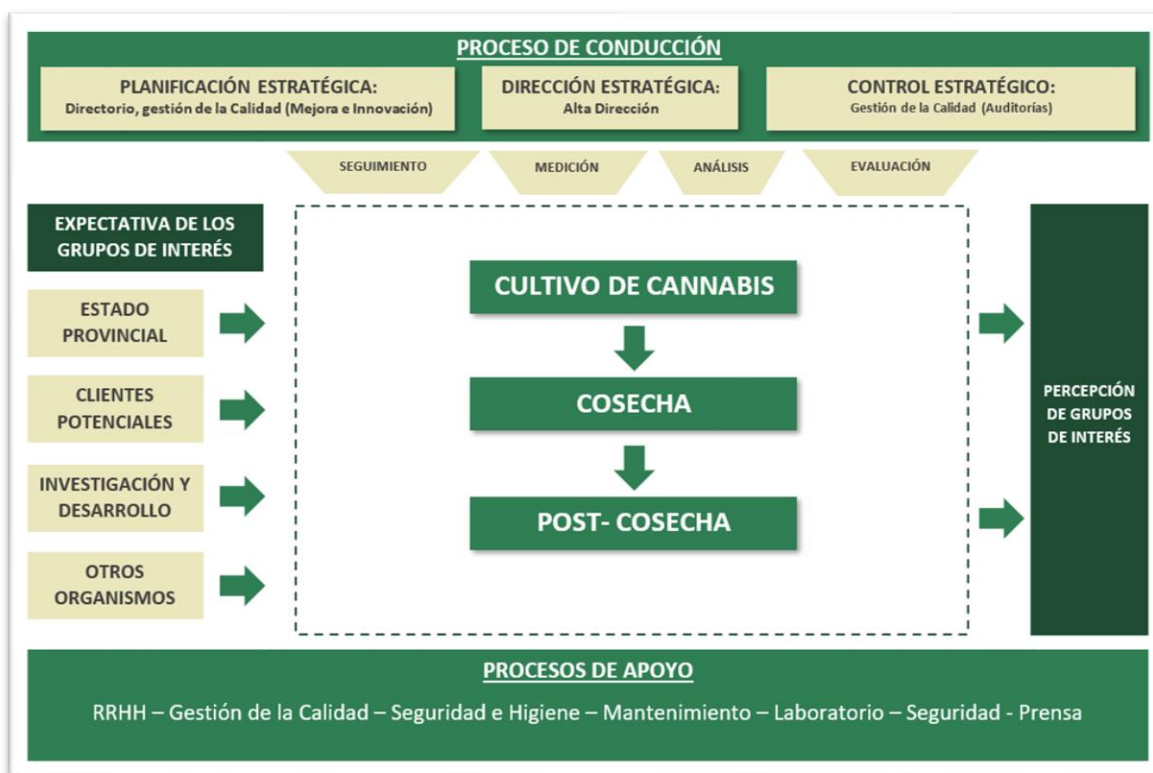 PROCESO DE CONDUCCIÓN
PLANIFICACIÓN ESTRATÉGICA:
Directorio, gestión de la Calidad (Mejora e Innovación)
DIRECCIÓN ESTRATÉGICA:
Alta Dirección
CONTROL ESTRATÉGICO:
Gestión de la Calidad (Auditorías)
SEGUIMIENTO
MEDICIÓN
ANÁLISIS
EVALUACIÓN
EXPECTATIVA DE LOS
GRUPOS DE INTERÉS
ESTADO
PROVINCIAL
CLIENTES
POTENCIALES
INVESTIGACIÓN Y
DESARROLLO
OTROS
ORGANISMOS
CULTIVO DE CANNABIS
COSECHA
POST- COSECHA
PERCEPCIÓN
DE GRUPOS
DE INTERÉS
PROCESOS DE APOYO
RRHH – Gestión de la Calidad – Seguridad e Higiene – Mantenimiento – Laboratorio – Seguridad - Prensa